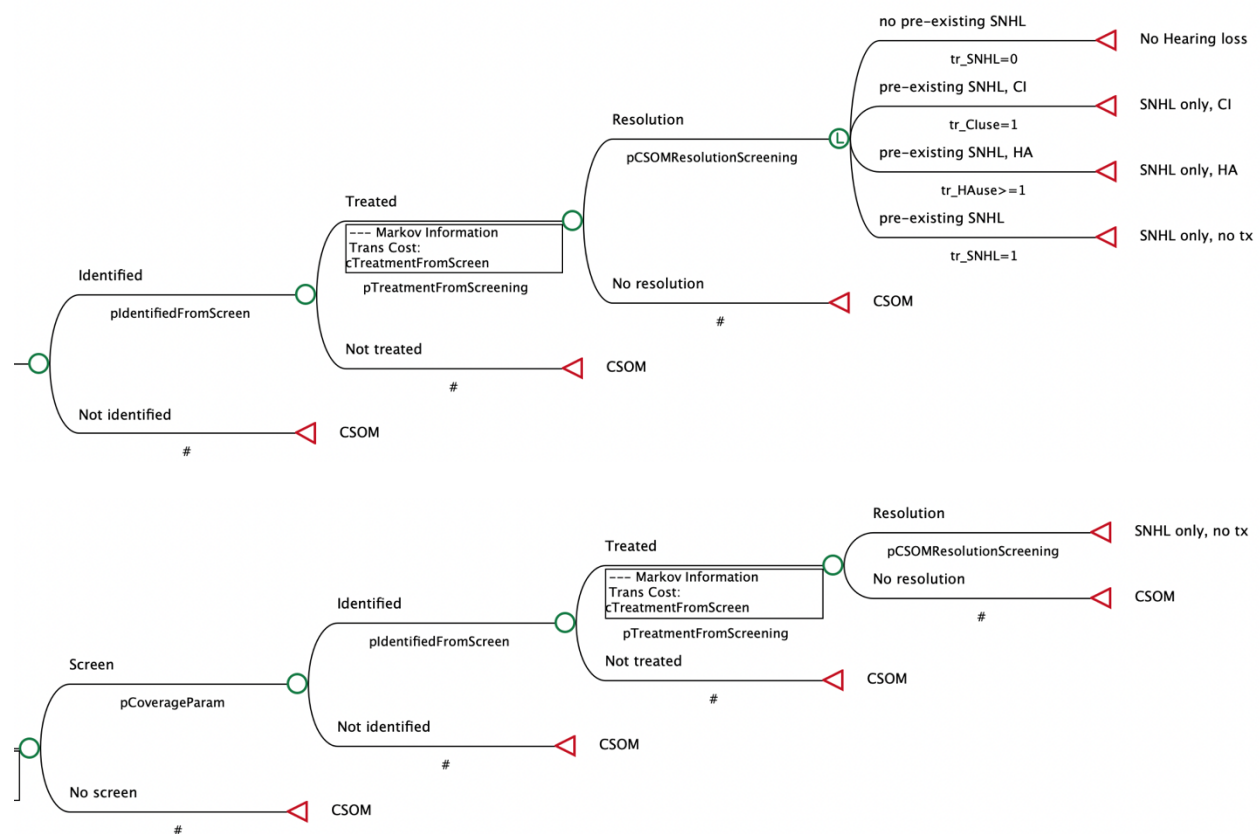 no pre-existing SNHL
No Hearing loss
tr_SNHL=0
pre-existing SNHL, CI
SNHL only, CI
tr_CIuse=1
pre-existing SNHL, HA
SNHL only, HA
tr_HAuse>=1
pre-existing SNHL
SNHL only, no tx
tr_SNHL=1
Resolution
L
pCSOMResolutionScreening
Treated
--- Markov Information
Trans Cost:
cTreatmentFromScreen
pTreatmentFromScreening
No resolution
CSOM
#
Identified
pIdentifiedFromScreen
Not treated
CSOM
#
Not identified
CSOM
#
Resolution
SNHL only, no tx
pCSOMResolutionScreening
No resolution
CSOM
#
Treated
--- Markov Information
Trans Cost:
cTreatmentFromScreen
pTreatmentFromScreening
Not treated
CSOM
#
Identified
pIdentifiedFromScreen
Not identified
CSOM
#
Screen
pCoverageParam
No screen
CSOM
#